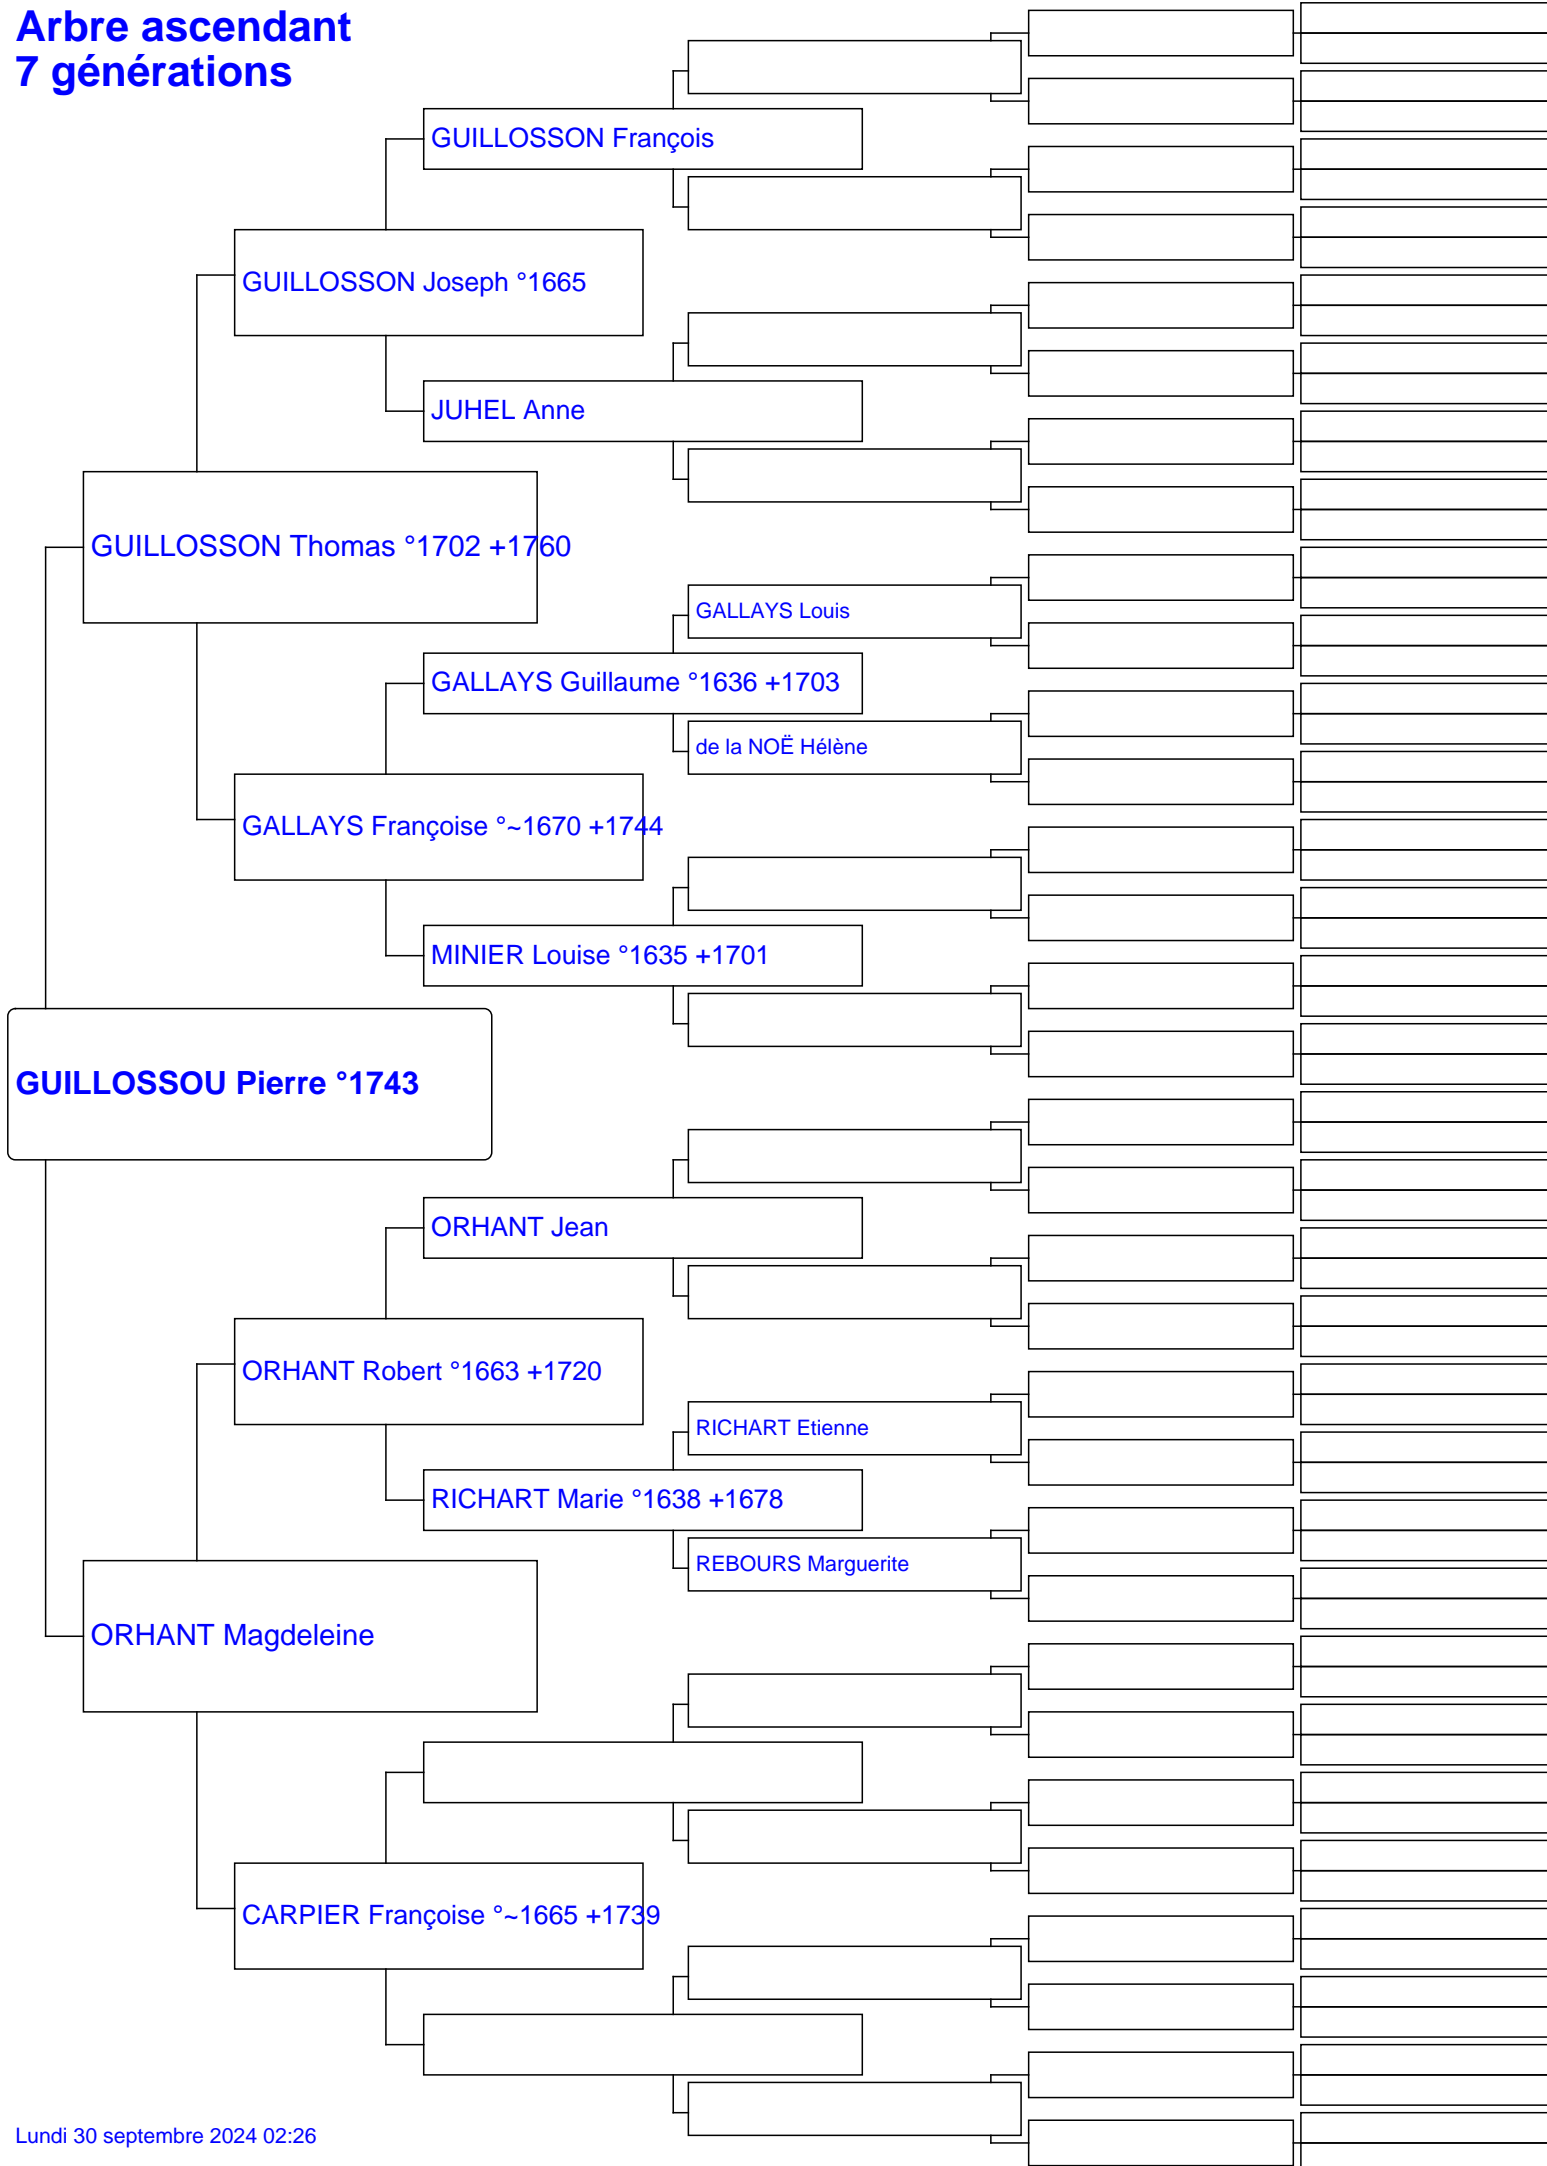 Arbre ascendant
7 générations
GUILLOSSON François
GUILLOSSON Joseph °1665
JUHEL Anne
GUILLOSSON Thomas °1702 +1760
GALLAYS Louis
GALLAYS Guillaume °1636 +1703
de la NOË Hélène
GALLAYS Françoise °~1670 +1744
MINIER Louise °1635 +1701
GUILLOSSOU Pierre °1743
ORHANT Jean
ORHANT Robert °1663 +1720
RICHART Etienne
RICHART Marie °1638 +1678
REBOURS Marguerite
ORHANT Magdeleine
CARPIER Françoise °~1665 +1739
Lundi 30 septembre 2024 02:26